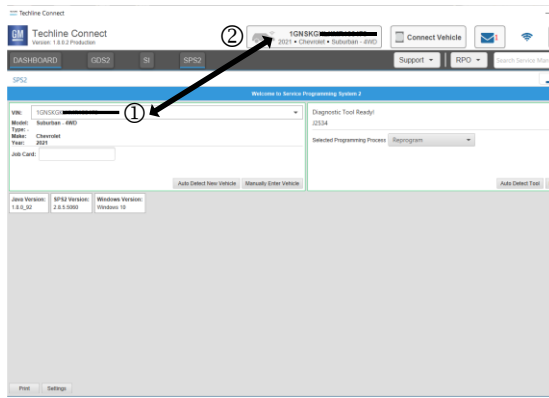 Techline Connect
GM Techline Connect
Version: 1.8.0.2 Production
②
2021 • Chevrolet • Suburban - 4WD
Connect Vehicle
1
DASHBOARD GDS2 SI SPS2
Support RPO Search Service Man
SPS2
Welcome to Service Programming System 2
VIN:
①
Model: Suburban - 4WD
Type: -
Make: Chevrolet
Year: 2021
Job Card:
Auto Detect New Vehicle Manually Enter Vehicle
Diagnostic Tool Ready!
J2534
Selected Programming Process Reprogram
Auto Detect Tool
Java Version: SPS2 Version: Windows Version:
1.8.0_92 2.8.5.5060 Windows 10
Print Settings